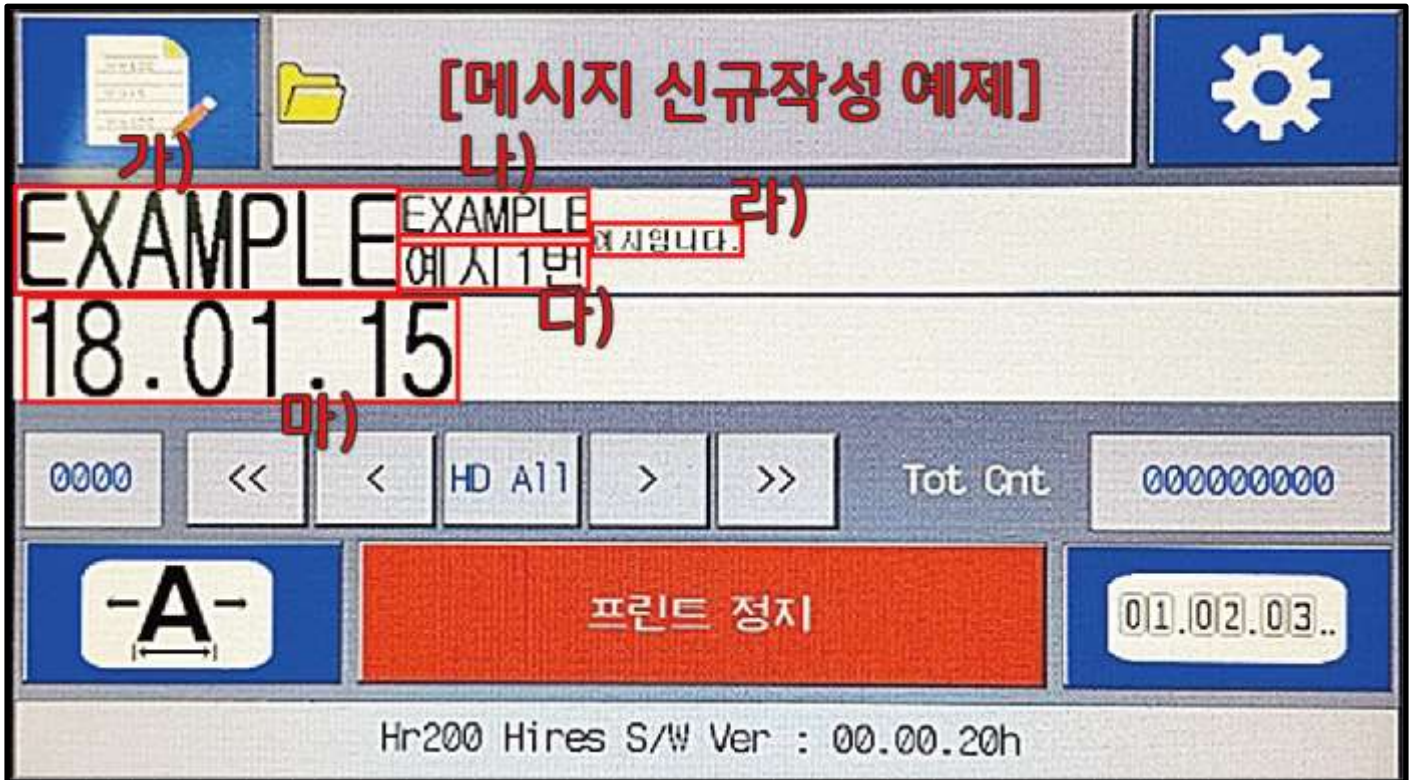 [메시지 신규작성 예제]
가) 나)
EXAMPLE EXAMPLE 라)
예시1번 예시입니다.
다)
18.01.15
마)
0000 << < HD All > >> Tot Cnt 000000000
A 프린트 정지 01.02.03..
Hr200 Hires S/W Ver : 00.00.20h